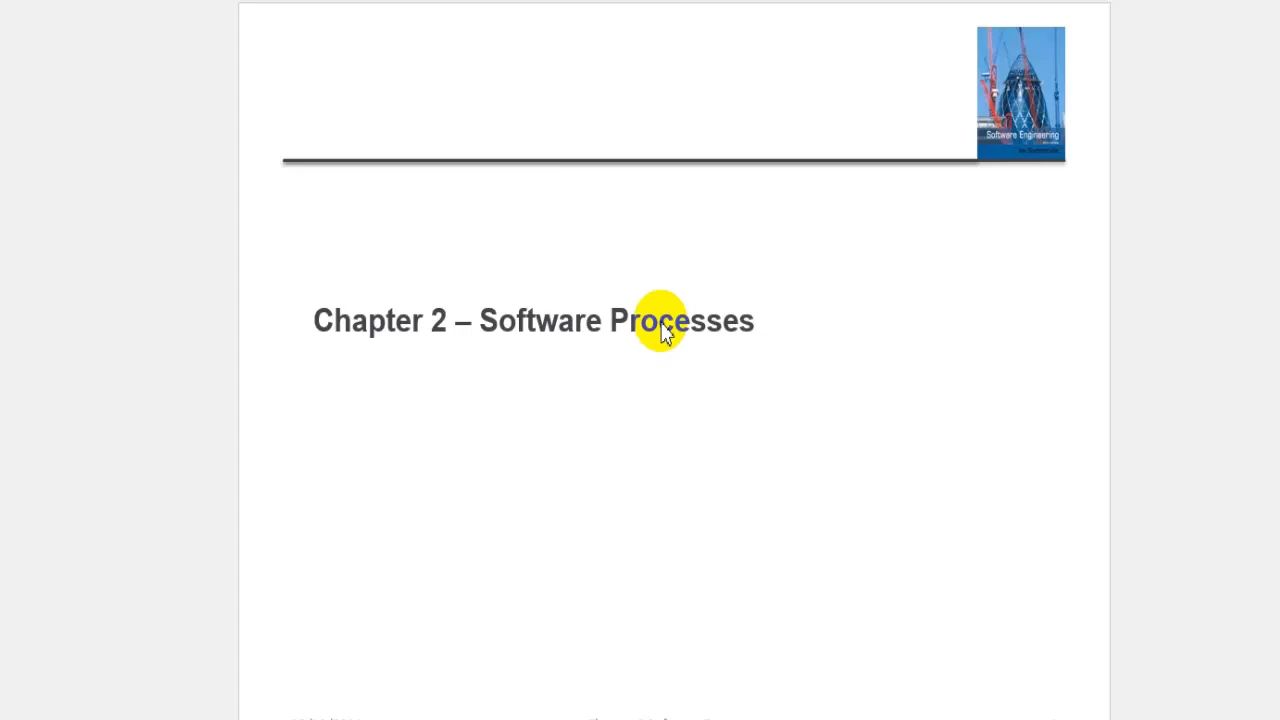 Software Engineering
Chapter 2 – Software Processes